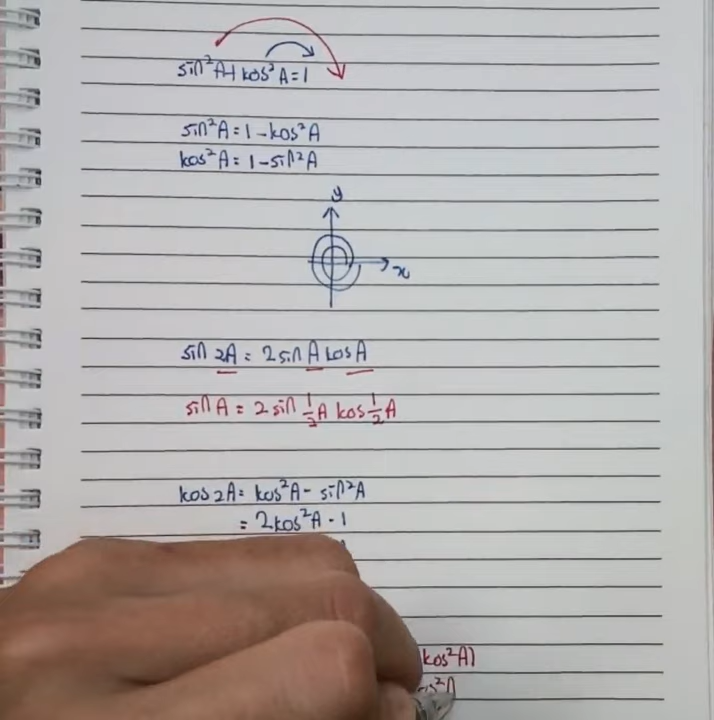 sin²A + kos²A = 1
sin²A = 1 - kos²A
kos²A = 1 - sin²A
y
x
sin 2A = 2 sin A kos A
sin A = 2 sin ½A kos ½A
kos 2A = kos²A - sin²A
= 2kos²A - 1
kos²A)